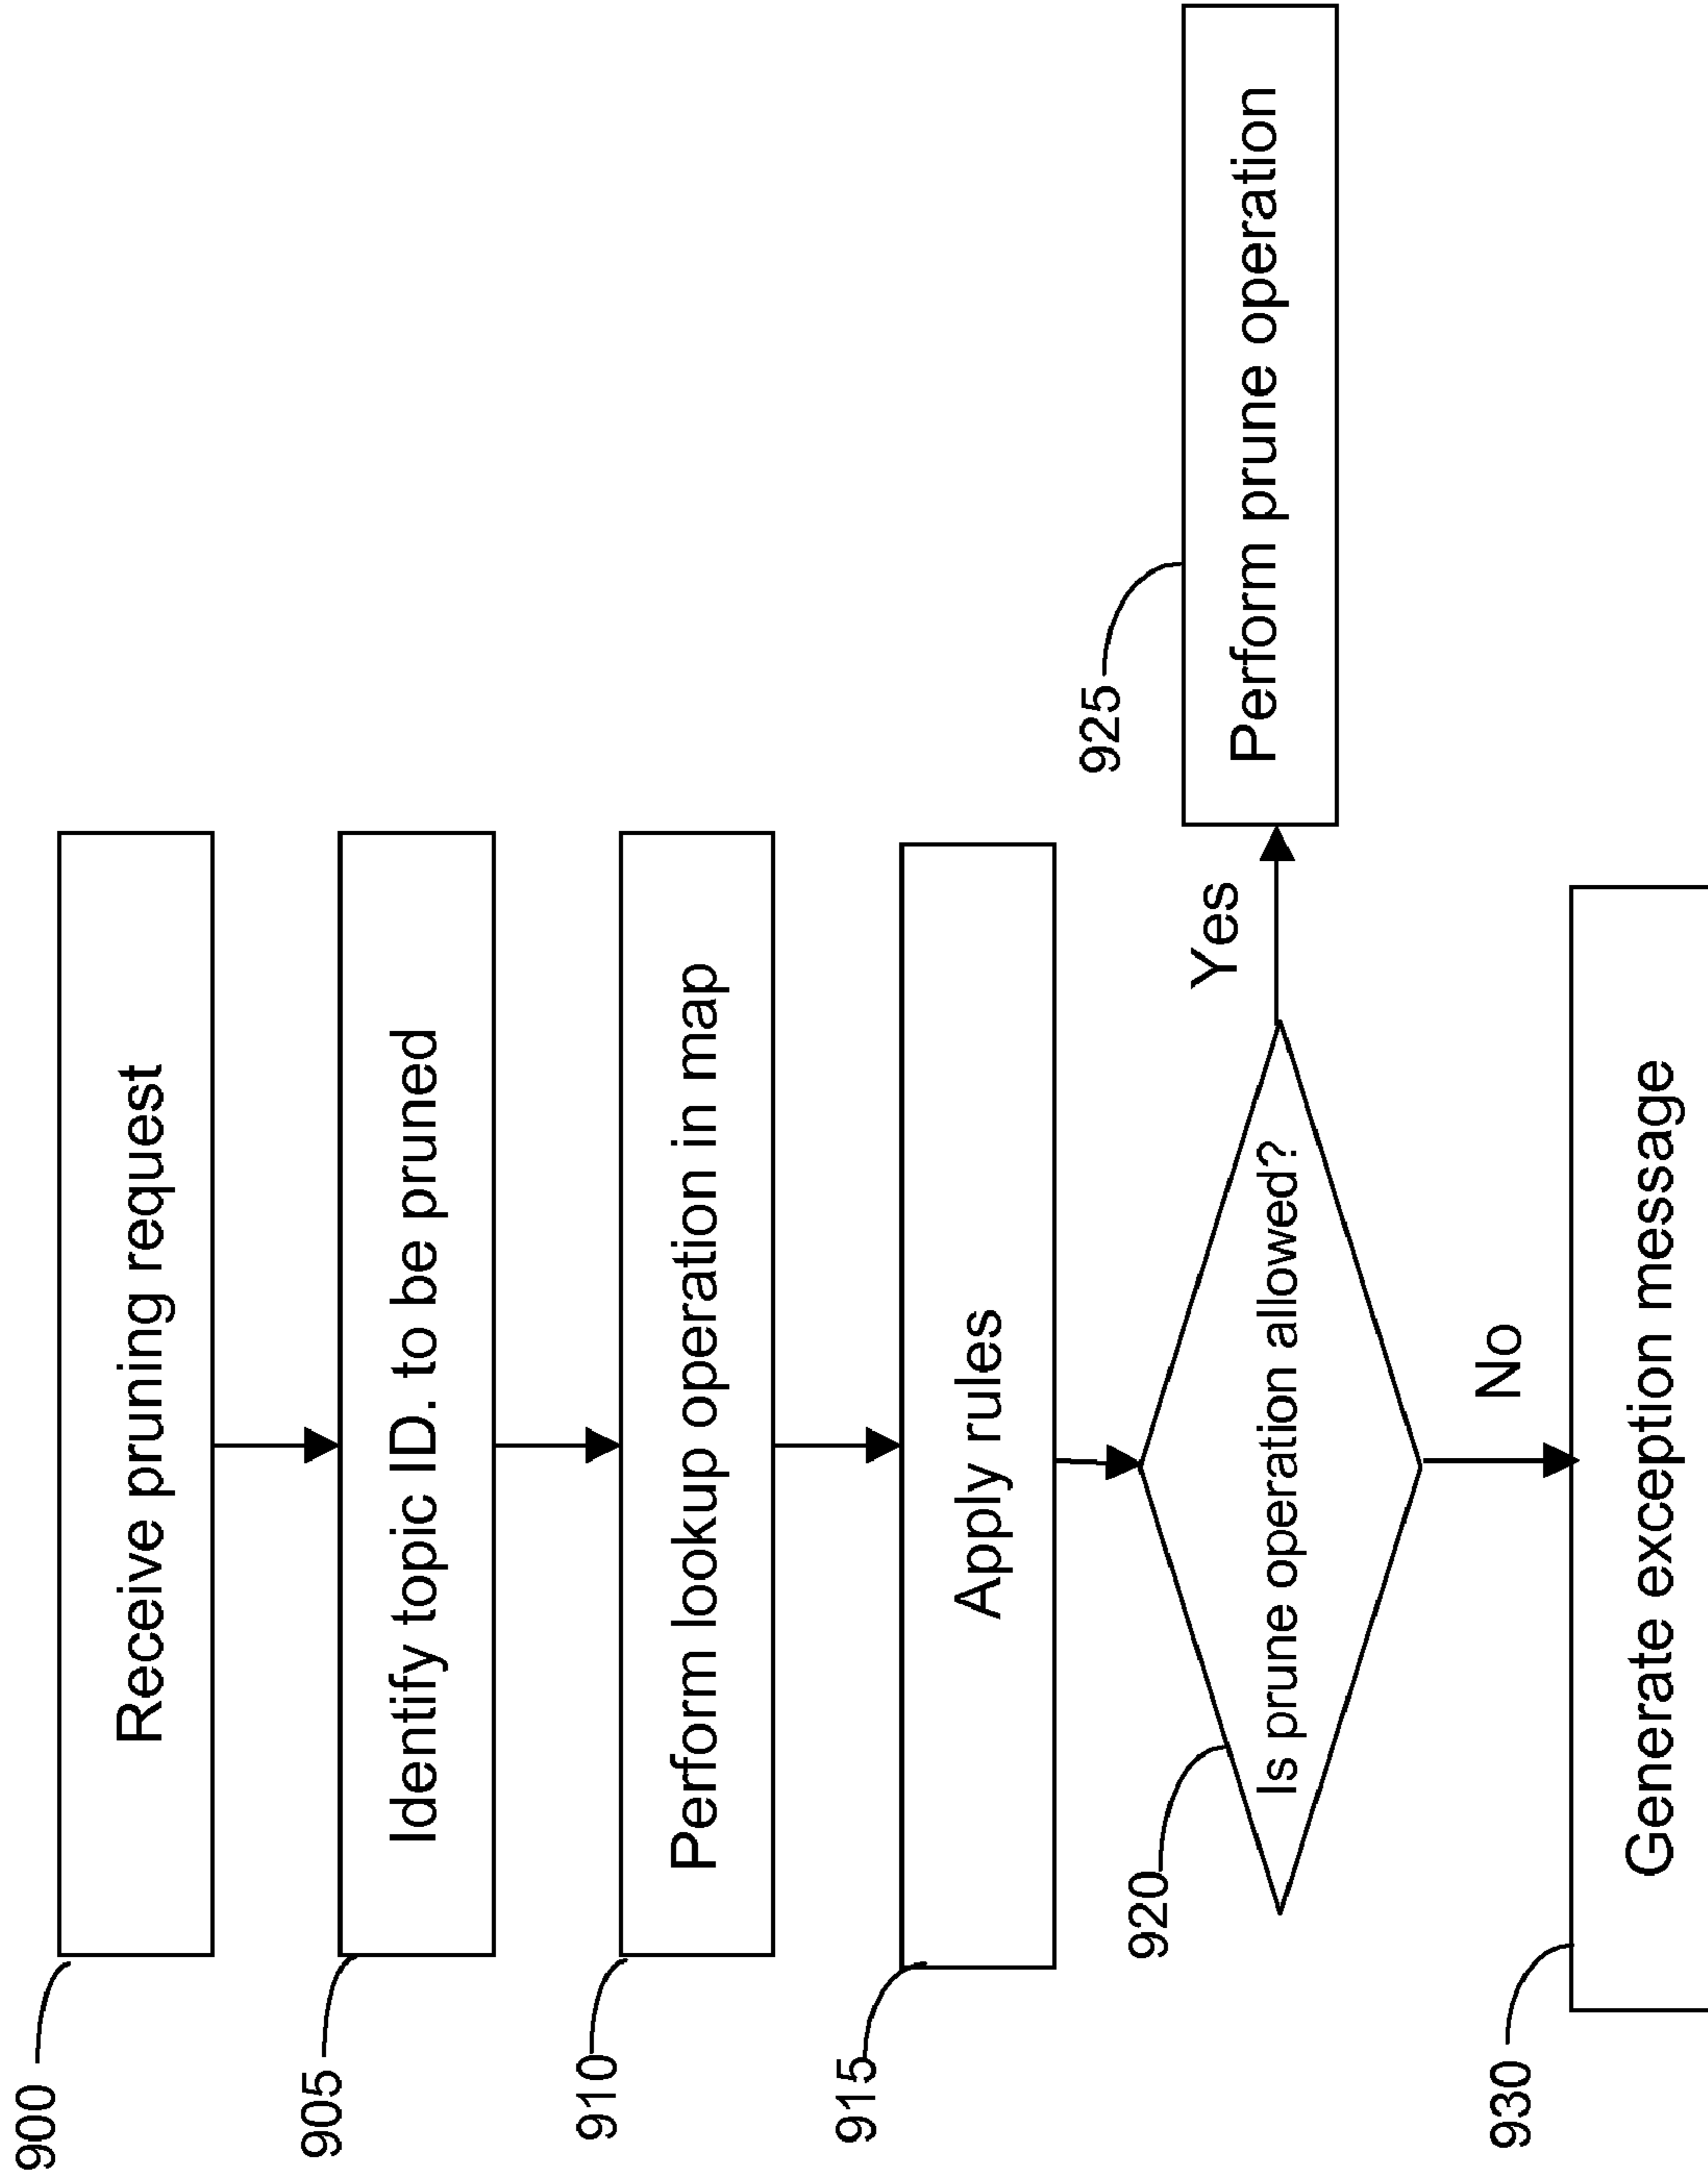 900
Receive pruning request
905
Identify topic ID. to be pruned
910
Perform lookup operation in map
915
Apply rules
920
Is prune operation allowed?
Yes
925
Perform prune operation
No
930
Generate exception message